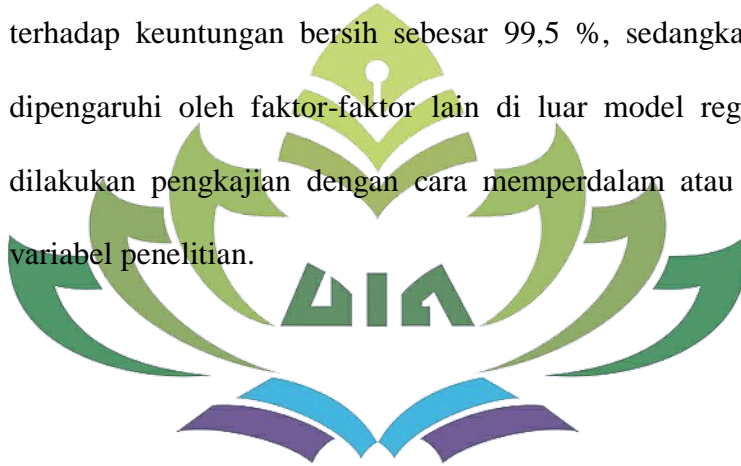 terhadap keuntungan bersih sebesar 99,5 %, sedangka
dipengaruhi oleh faktor-faktor lain di luar model reg
dilakukan pengkajian dengan cara memperdalam atau
variabel penelitian.
UIN